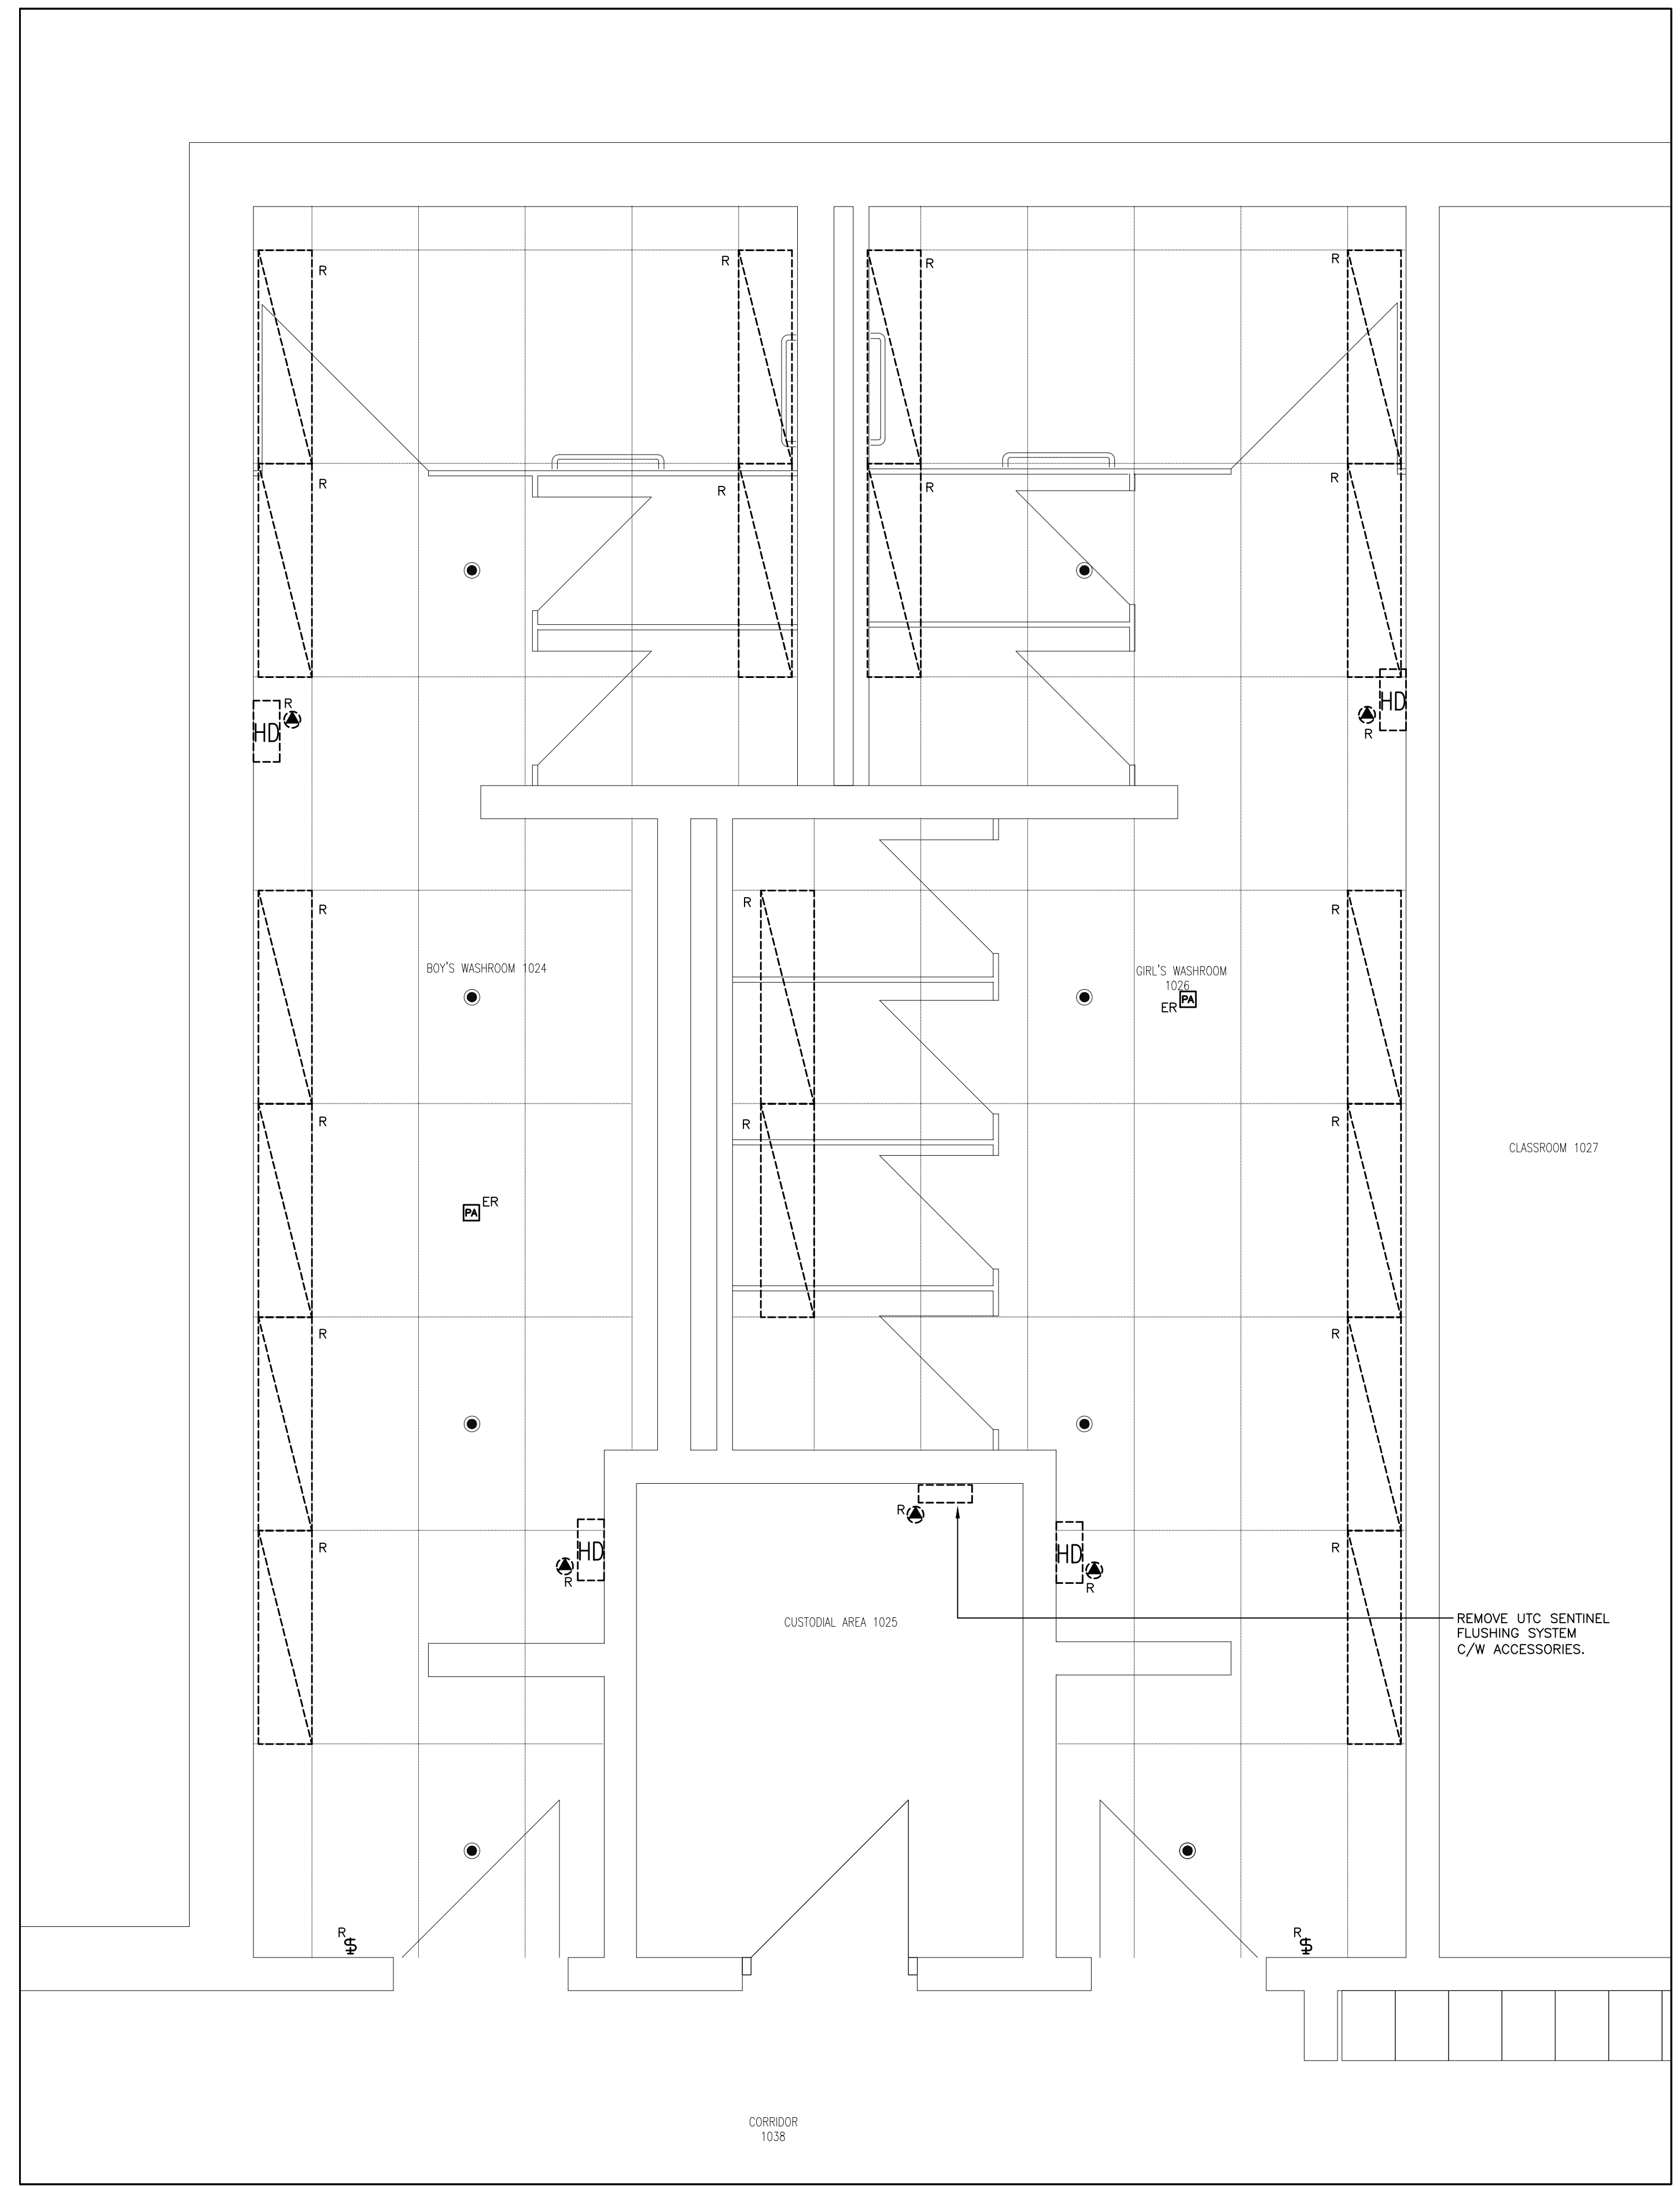 R
R
R
R
R
R
R
R
R
HD
HD
R
R
R
R
R
BOY'S WASHROOM 1024
GIRL'S WASHROOM
1026
PA
ER
R
R
R
CLASSROOM 1027
ER
PA
R
R
R
HD
HD
R
R
R
R
CUSTODIAL AREA 1025
REMOVE UTC SENTINEL
FLUSHING SYSTEM
C/W ACCESSORIES.
R
$
R
$
CORRIDOR
1038